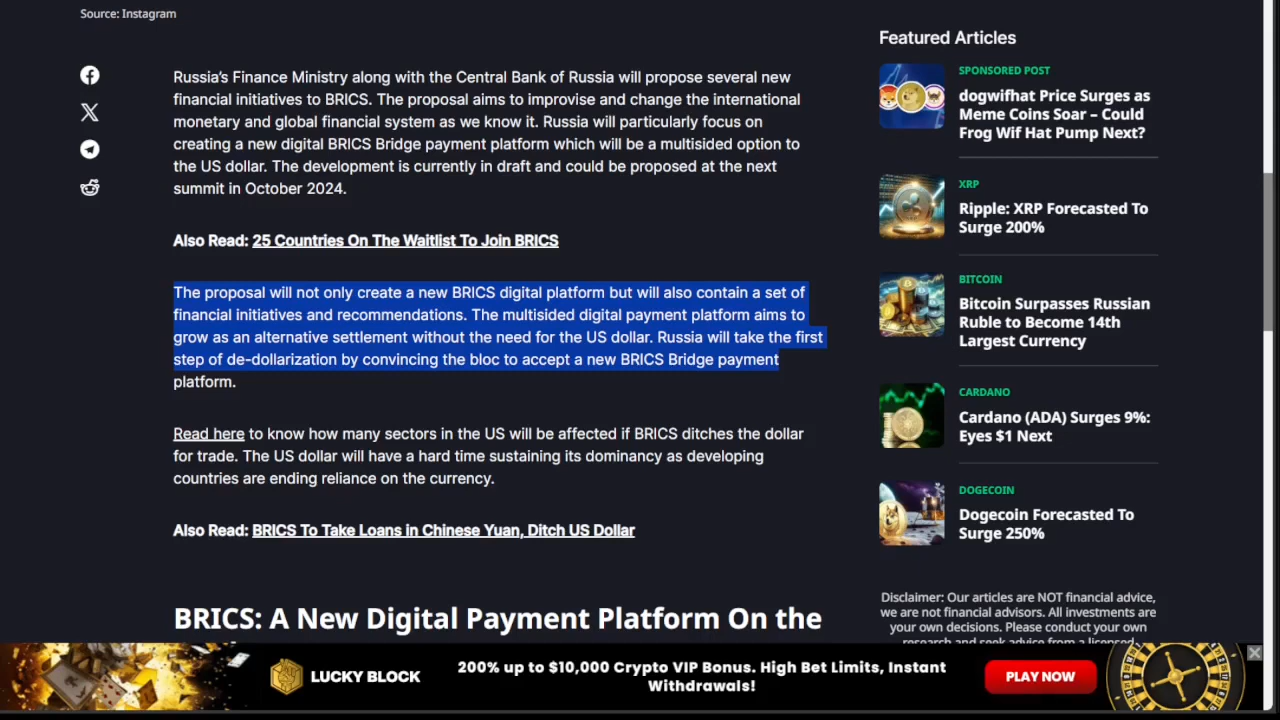 Source: Instagram
Russia's Finance Ministry along with the Central Bank of Russia will propose several new
financial initiatives to BRICS. The proposal aims to improvise and change the international
monetary and global financial system as we know it. Russia will particularly focus on
creating a new digital BRICS Bridge payment platform which will be a multisided option to
the US dollar. The development is currently in draft and could be proposed at the next
summit in October 2024.
Also Read: 25 Countries On The Waitlist To Join BRICS
The proposal will not only create a new BRICS digital platform but will also contain a set of
financial initiatives and recommendations. The multisided digital payment platform aims to
grow as an alternative settlement without the need for the US dollar. Russia will take the first
step of de-dollarization by convincing the bloc to accept a new BRICS Bridge payment
platform.
Read here to know how many sectors in the US will be affected if BRICS ditches the dollar
for trade. The US dollar will have a hard time sustaining its dominancy as developing
countries are ending reliance on the currency.
Also Read: BRICS To Take Loans in Chinese Yuan, Ditch US Dollar
BRICS: A New Digital Payment Platform On the
Featured Articles
SPONSORED POST
dogwifhat Price Surges as
Meme Coins Soar – Could
Frog Wif Hat Pump Next?
XRP
Ripple: XRP Forecasted To
Surge 200%
BITCOIN
Bitcoin Surpasses Russian
Ruble to Become 14th
Largest Currency
CARDANO
Cardano (ADA) Surges 9%:
Eyes $1 Next
DOGECOIN
Dogecoin Forecasted To
Surge 250%
Disclaimer: Our articles are NOT financial advice,
we are not financial advisors. All investments are
your own decisions. Please conduct your own
research and seek advice from a licensed
LUCKY BLOCK
200% up to $10,000 Crypto VIP Bonus. High Bet Limits, Instant
Withdrawals!
PLAY NOW